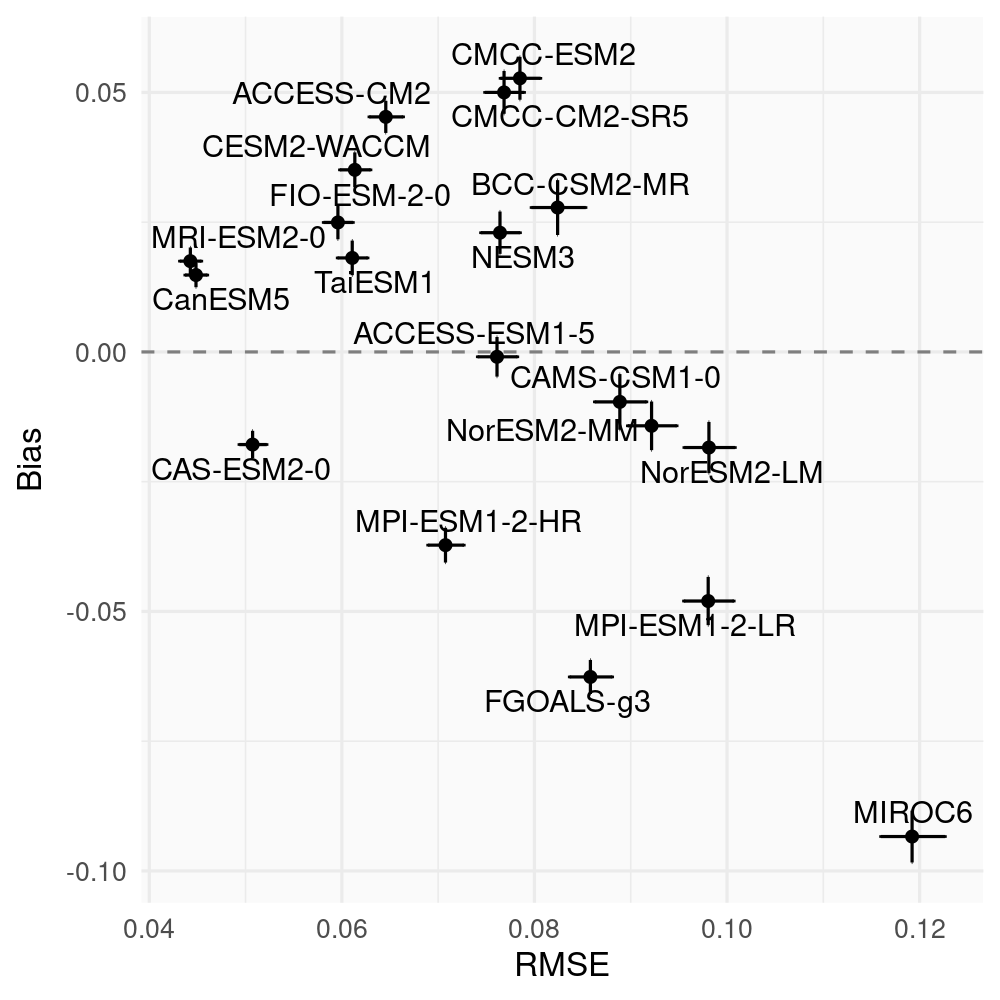 CMCC-ESM2
0.05
ACCESS-CM2
CMCC-CM2-SR5
CESM2-WACCM
BCC-CSM2-MR
FIO-ESM-2-0
MRI-ESM2-0
NESM3
TaiESM1
CanESM5
ACCESS-ESM1-5
0.00
CAMS-CSM1-0
NorESM2-MM
Bias
CAS-ESM2-0
NorESM2-LM
MPI-ESM1-2-HR
-0.05
MPI-ESM1-2-LR
FGOALS-g3
MIROC6
-0.10
0.04
0.06
0.08
0.10
0.12
RMSE